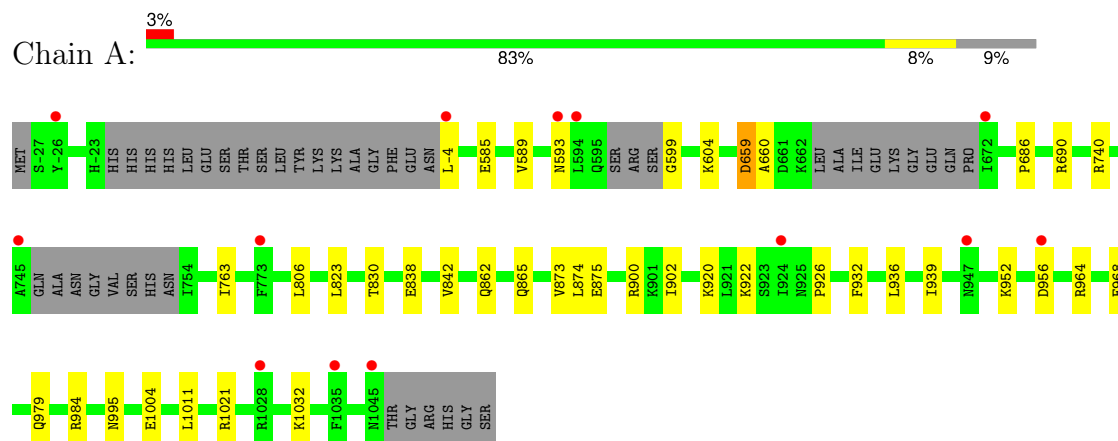 3%
Chain A:
83% 8% 9%
MET S-27 Y-26 H-23 HIS HIS HIS HIS LEU GLU SER THR SER LEU TYR LYS LYS ALA GLY PHE GLU ASN L-4 E585 V589 N593 L594 Q595 SER ARG SER G599 K604 D659 A660 D661 K662 LEU ALA ILE GLU LYS GLY GLU GLN PRO I672 P686 R690 R740
A745 GLN ALA ASN GLY VAL SER HIS ASN I754 I763 F773 L806 L823 T830 E838 V842 Q862 Q865 V873 L874 E875 R900 K901 I902 K920 L921 K922 S923 I924 N925 P926 F932 L936 I939 N947 K952 D956 R964
Q979 R984 N995 E1004 L1011 R1021 R1028 K1032 F1035 N1045 THR GLY ARG HIS GLY SER